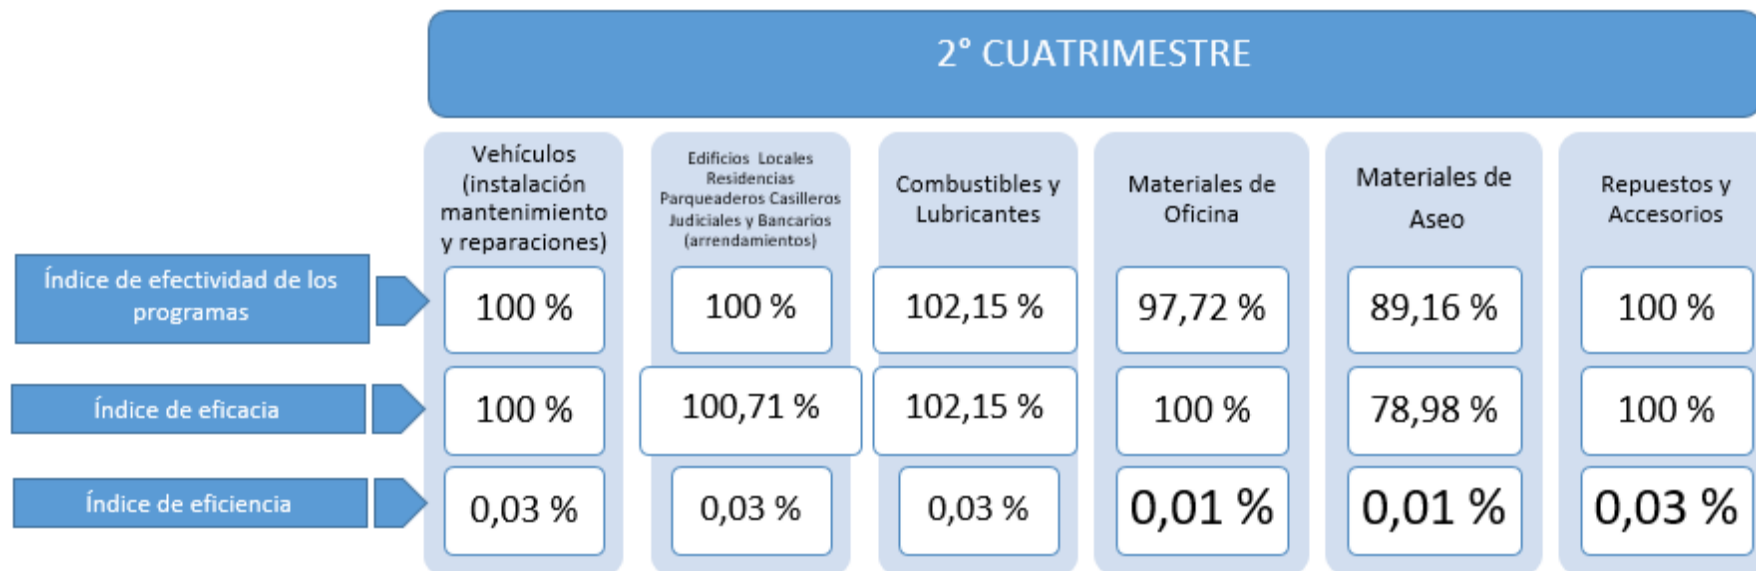 2° CUATRIMESTRE
Vehículos
(instalación
mantenimiento
y reparaciones)
Edificios Locales
Residencias
Parqueaderos Casilleros
Judiciales y Bancarios
(arrendamientos)
Combustibles y
Lubricantes
Materiales de
Oficina
Materiales de
Aseo
Repuestos y
Accesorios
Índice de efectividad de los
programas
100 %
100 %
102,15 %
97,72 %
89,16 %
100 %
Índice de eficacia
100 %
100,71 %
102,15 %
100 %
78,98 %
100 %
Índice de eficiencia
0,03 %
0,03 %
0,03 %
0,01 %
0,01 %
0,03 %